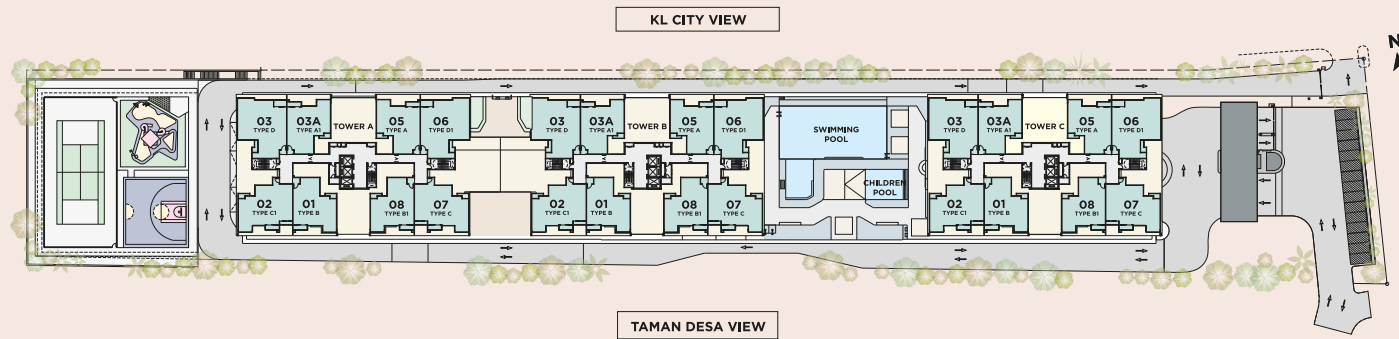 KL CITY VIEW
N
03
TYPE D
03A
TYPE A1
TOWER A
05
TYPE A
06
TYPE D1
03
TYPE D
03A
TYPE A1
TOWER B
05
TYPE A
06
TYPE D1
SWIMMING
POOL
CHILDREN
POOL
03
TYPE D
03A
TYPE A1
TOWER C
05
TYPE A
06
TYPE D1
02
TYPE C1
01
TYPE B
08
TYPE B1
07
TYPE C
02
TYPE C1
01
TYPE B
08
TYPE B1
07
TYPE C
02
TYPE C1
01
TYPE B
08
TYPE B1
07
TYPE C
TAMAN DESA VIEW